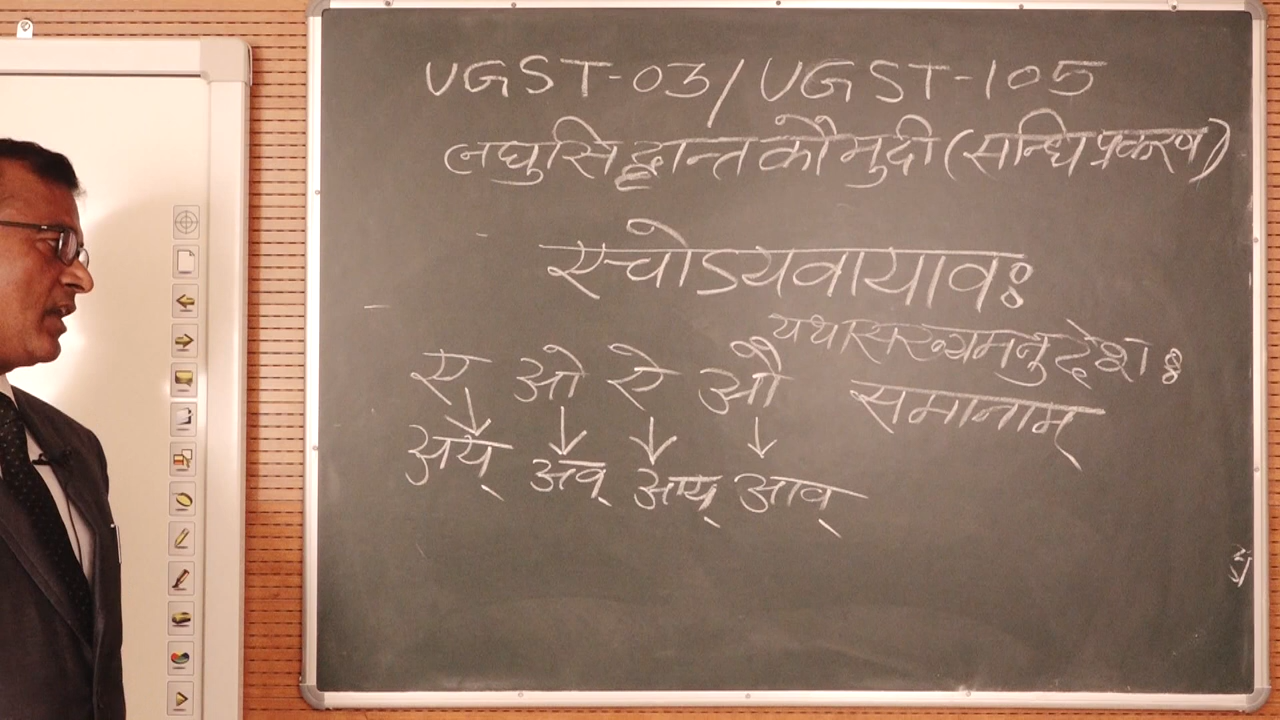 UGST-03/UGST-105
लघुसिद्धान्तकौमुदी (सन्धिप्रकरण)
एचोऽयवायावः
यथासंख्यमनुदेशः
समानाम्
ए ओ ऐ औ
अय् अव् आय् आव्